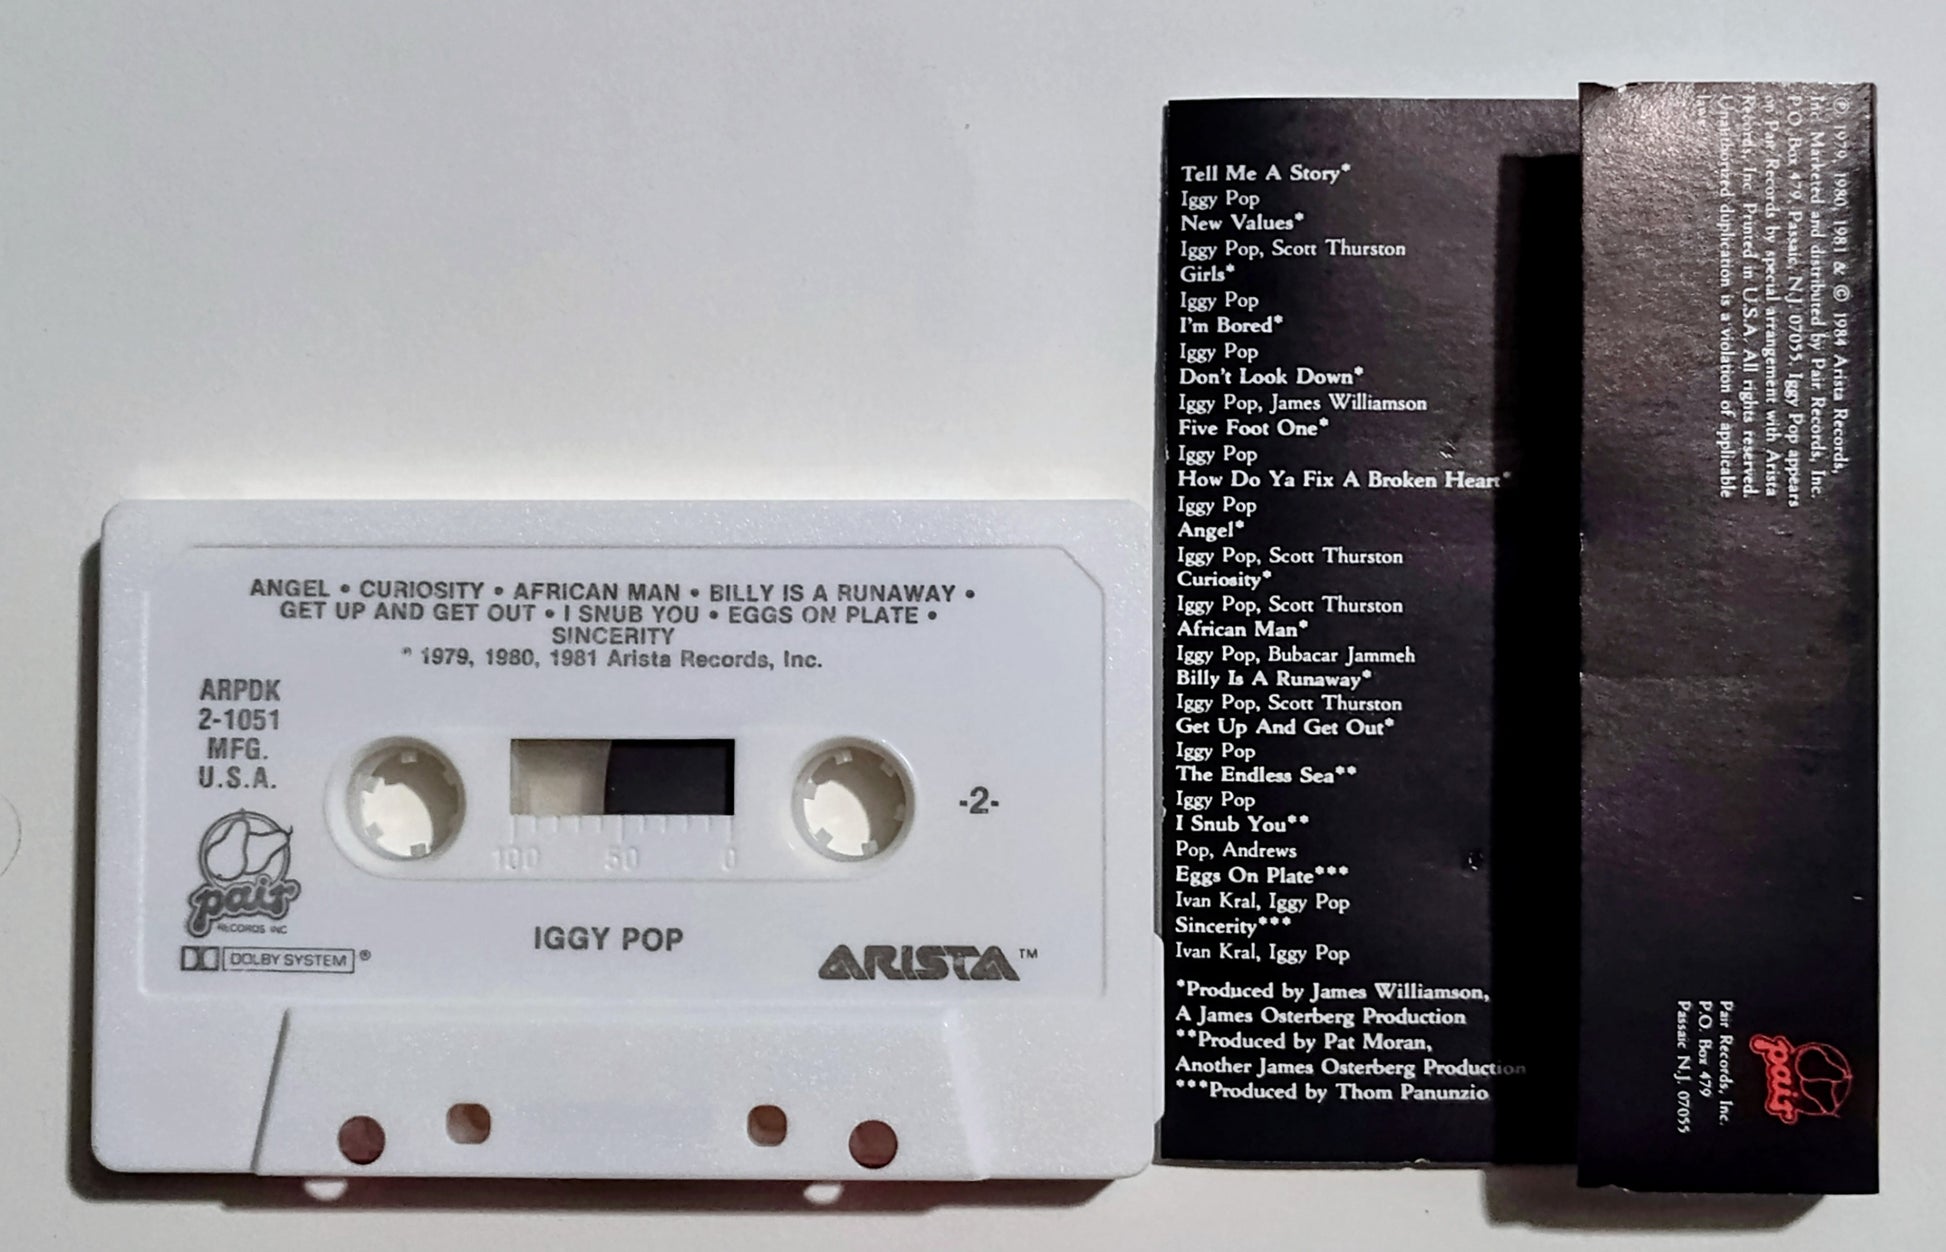 ANGEL • CURIOSITY • AFRICAN MAN • BILLY IS A RUNAWAY •
GET UP AND GET OUT • I SNUB YOU • EGGS ON PLATE •
SINCERITY
℗ 1979, 1980, 1981 Arista Records, Inc.
ARPDK
2-1051
MFG.
U.S.A.
pair
RECORDS INC
DOLBY SYSTEM®
100 50 0
-2-
IGGY POP
ARISTA™
Tell Me A Story*
Iggy Pop
New Values*
Iggy Pop, Scott Thurston
Girls*
Iggy Pop
I'm Bored*
Iggy Pop
Don't Look Down*
Iggy Pop, James Williamson
Five Foot One*
Iggy Pop
How Do Ya Fix A Broken Heart*
Iggy Pop
Angel*
Iggy Pop, Scott Thurston
Curiosity*
Iggy Pop, Scott Thurston
African Man*
Iggy Pop, Bubacar Jammeh
Billy Is A Runaway*
Iggy Pop, Scott Thurston
Get Up And Get Out*
Iggy Pop
The Endless Sea**
Iggy Pop
I Snub You**
Pop, Andrews
Eggs On Plate***
Ivan Kral, Iggy Pop
Sincerity***
Ivan Kral, Iggy Pop
*Produced by James Williamson,
A James Osterberg Production
**Produced by Pat Moran,
Another James Osterberg Production
***Produced by Thom Panunzio
℗ 1979, 1980, 1981 & © 1984 Arista Records,
Inc. Marketed and distributed by Pair Records, Inc.
P.O. Box 479, Passaic, N.J. 07055. Iggy Pop appears
on Pair Records by special arrangement with Arista
Records, Inc. Printed in U.S.A. All rights reserved.
Unauthorized duplication is a violation of applicable
laws.
pair
Pair Records, Inc.
P.O. Box 479
Passaic N.J. 07055